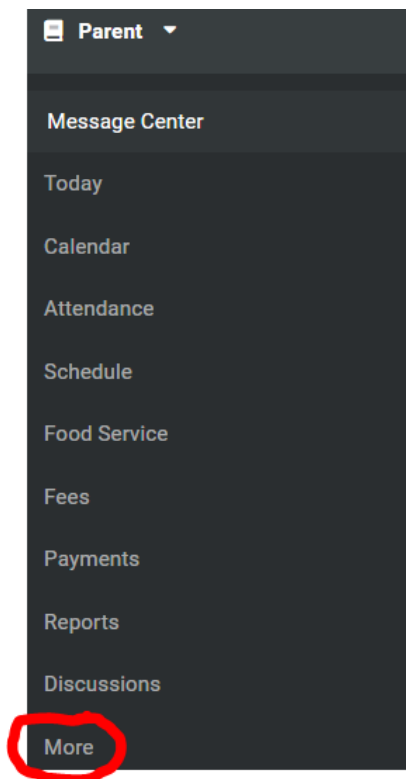 Parent
Message Center
Today
Calendar
Attendance
Schedule
Food Service
Fees
Payments
Reports
Discussions
More